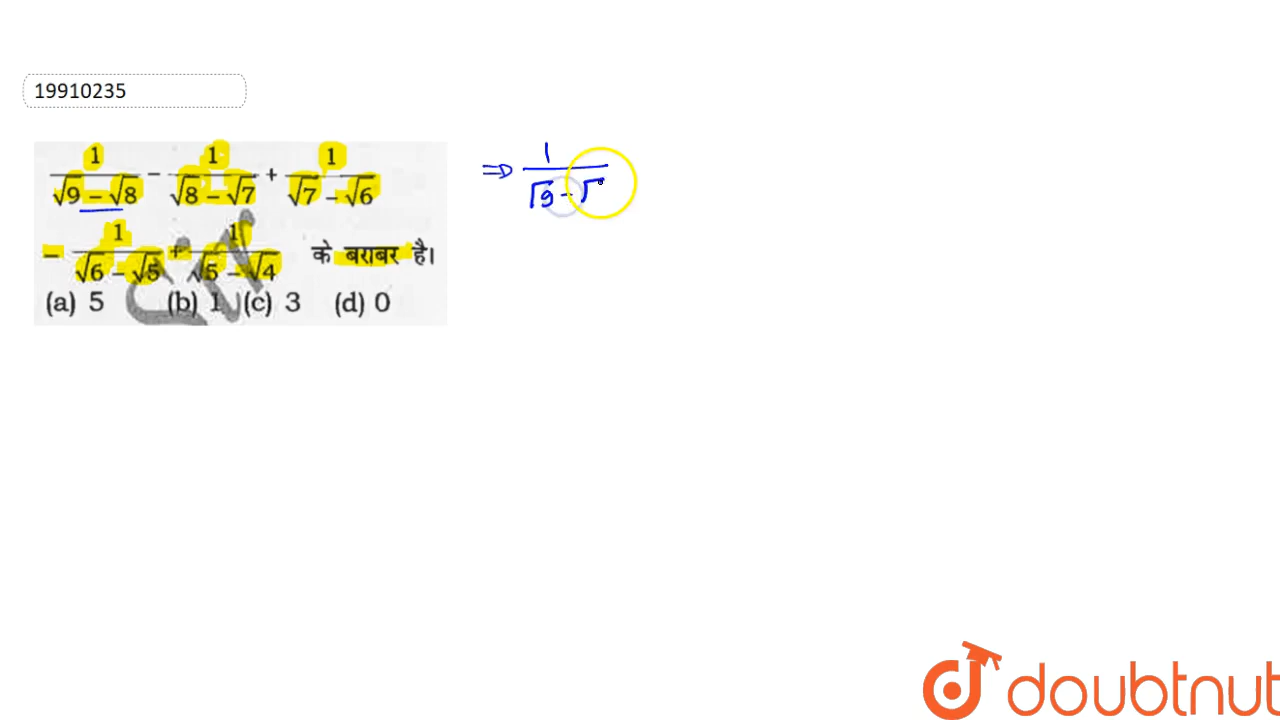 19910235
1/(√9 – √8) – 1/(√8 – √7) + 1/(√7 – √6)
– 1/(√6 – √5) + 1/(√5 – √4) के बराबर है।
(a) 5 (b) 1 (c) 3 (d) 0
⇒ 1/(√9 – √
Sir
doubtnut